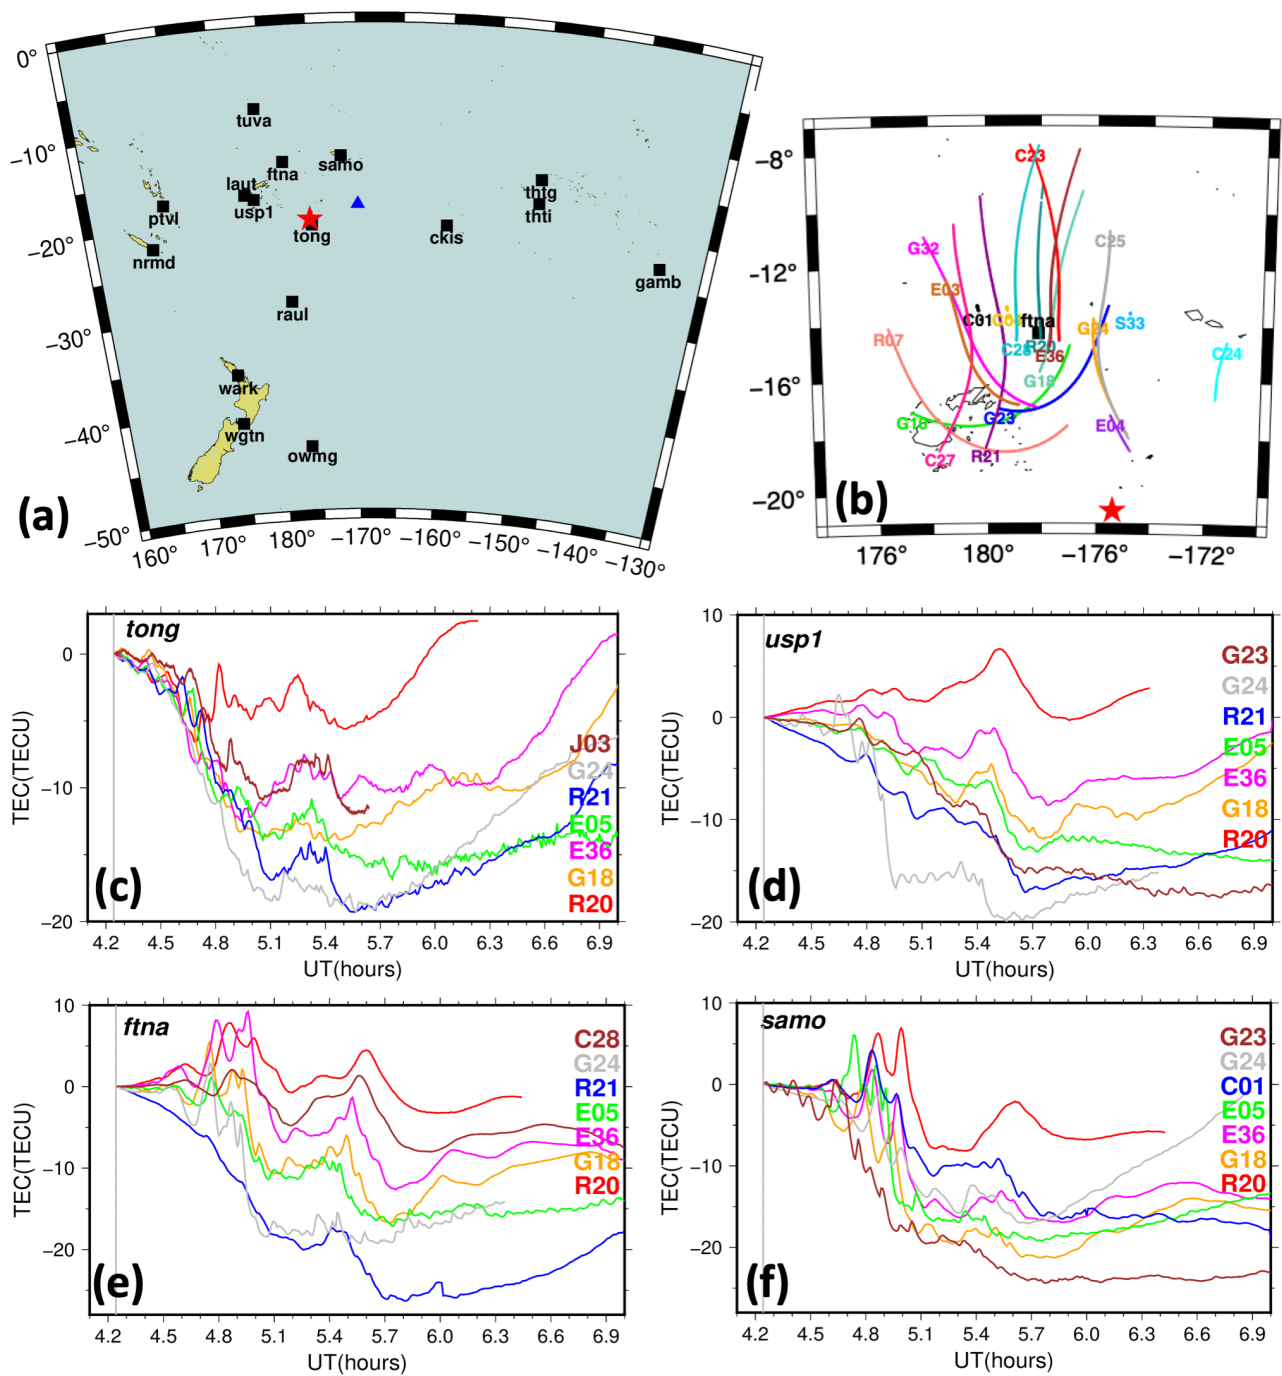 0°
−10°
−20°
−30°
−40°
−50°
160°
170°
180°
−170°
−160°
−150°
−140°
−130°
tuva
ftna
samo
laut
usp1
ptvl
tong
nrmd
ckis
thtg
thti
gamb
raul
wark
wgtn
owmg
(a)
−8°
−12°
−16°
−20°
176°
180°
−176°
−172°
C23
G32
C25
E03
C01
C04
ftna
G24
S33
R07
C28
R20
E36
C24
G18
G10
G23
E04
C27
R21
(b)
tong
0
−10
−20
TEC(TECU)
J03
G24
R21
E05
E36
G18
R20
(c)
4.2 4.5 4.8 5.1 5.4 5.7 6.0 6.3 6.6 6.9
UT(hours)
usp1
10
0
−10
−20
TEC(TECU)
G23
G24
R21
E05
E36
G18
R20
(d)
4.2 4.5 4.8 5.1 5.4 5.7 6.0 6.3 6.6 6.9
UT(hours)
ftna
10
0
−10
−20
TEC(TECU)
C28
G24
R21
E05
E36
G18
R20
(e)
4.2 4.5 4.8 5.1 5.4 5.7 6.0 6.3 6.6 6.9
UT(hours)
samo
10
0
−10
−20
TEC(TECU)
G23
G24
C01
E05
E36
G18
R20
(f)
4.2 4.5 4.8 5.1 5.4 5.7 6.0 6.3 6.6 6.9
UT(hours)